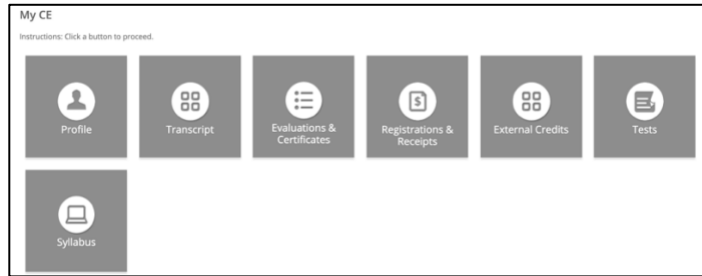 My CE
Instructions: Click a button to proceed.
Profile
Transcript
Evaluations &
Certificates
Registrations &
Receipts
External Credits
Tests
Syllabus